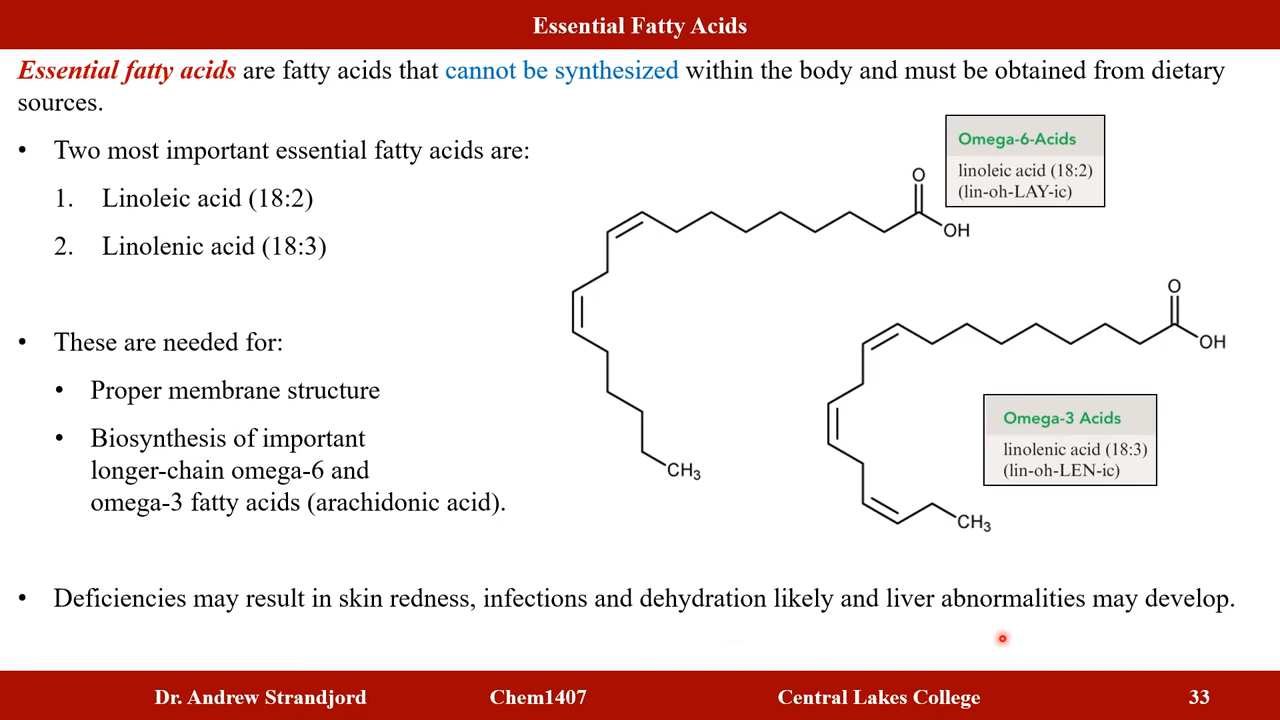 Essential Fatty Acids
Essential fatty acids are fatty acids that cannot be synthesized within the body and must be obtained from dietary
sources.
• Two most important essential fatty acids are:
1. Linoleic acid (18:2)
2. Linolenic acid (18:3)
• These are needed for:
• Proper membrane structure
• Biosynthesis of important
longer-chain omega-6 and
omega-3 fatty acids (arachidonic acid).
Omega-6-Acids
linoleic acid (18:2)
(lin-oh-LAY-ic)
O
OH
CH₃
O
OH
Omega-3 Acids
linolenic acid (18:3)
(lin-oh-LEN-ic)
CH₃
• Deficiencies may result in skin redness, infections and dehydration likely and liver abnormalities may develop.
Dr. Andrew Strandjord Chem1407 Central Lakes College 33